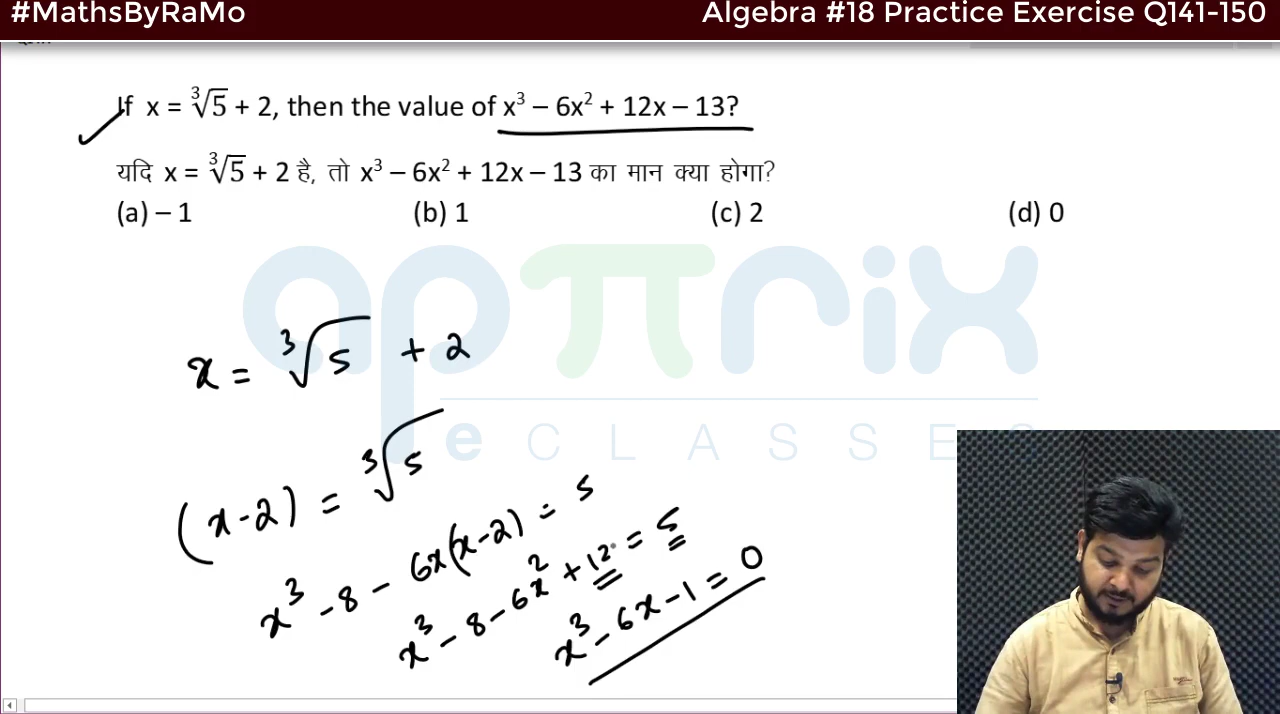 #MathsByRaMo
Algebra #18 Practice Exercise Q141-150
If x = ∛5 + 2, then the value of x³ – 6x² + 12x – 13?
यदि x = ∛5 + 2 है, तो x³ – 6x² + 12x – 13 का मान क्या होगा?
(a) – 1 (b) 1 (c) 2 (d) 0
apπrix
e CLASSES
x = ∛5 + 2
(x-2) = ∛5
x³ - 8 - 6x(x-2) = 5
x³ - 8 - 6x² + 12 = 5
x³ - 6x - 1 = 0